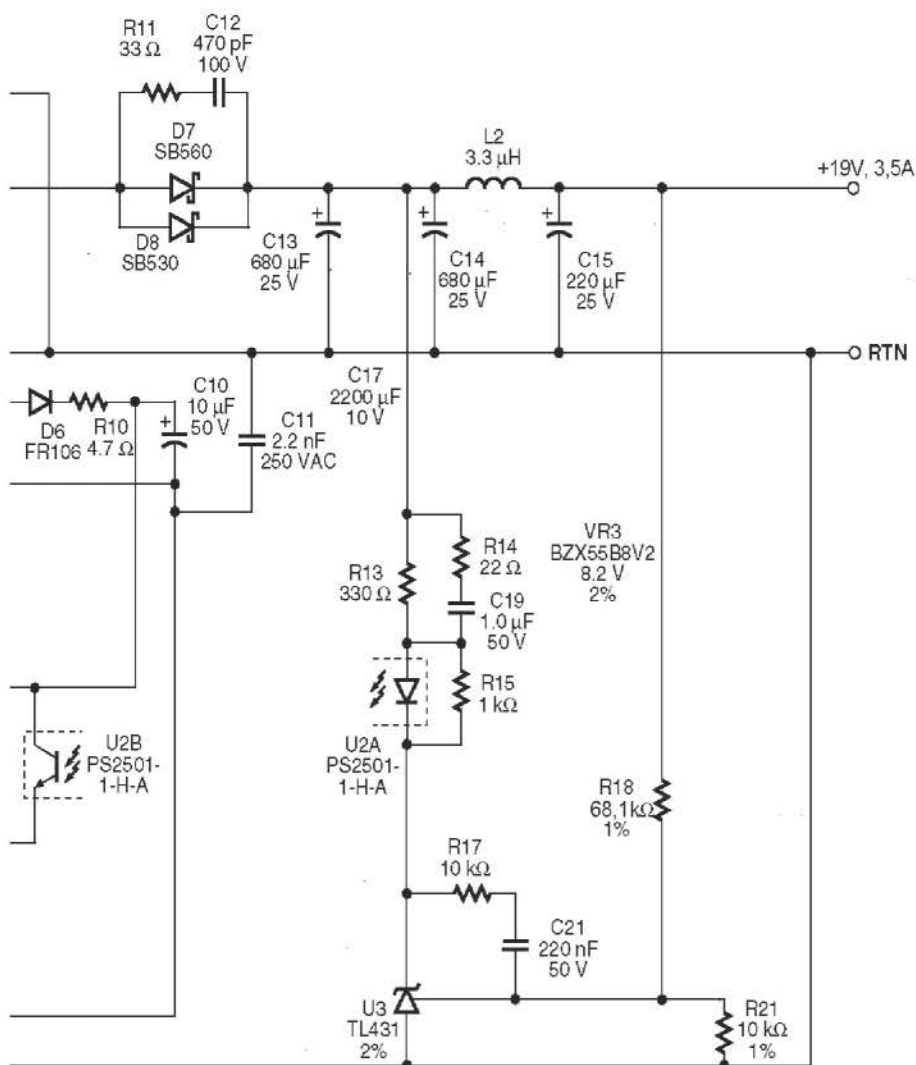 R11
33 Ω
C12
470 pF
100 V
D7
SB560
D8
SB530
L2
3.3 µH
+19V, 3,5A
+
C13
680 µF
25 V
+
C14
680 µF
25 V
+
C15
220 µF
25 V
RTN
D6
FR106
R10
4.7 Ω
C10
10 µF
50 V
+
C11
2.2 nF
250 VAC
C17
2200 µF
10 V
R13
330 Ω
R14
22 Ω
C19
1.0 µF
50 V
VR3
BZX55B8V2
8.2 V
2%
R15
1 kΩ
U2B
PS2501-
1-H-A
U2A
PS2501-
1-H-A
R18
68,1kΩ
1%
R17
10 kΩ
C21
220 nF
50 V
U3
TL431
2%
R21
10 kΩ
1%